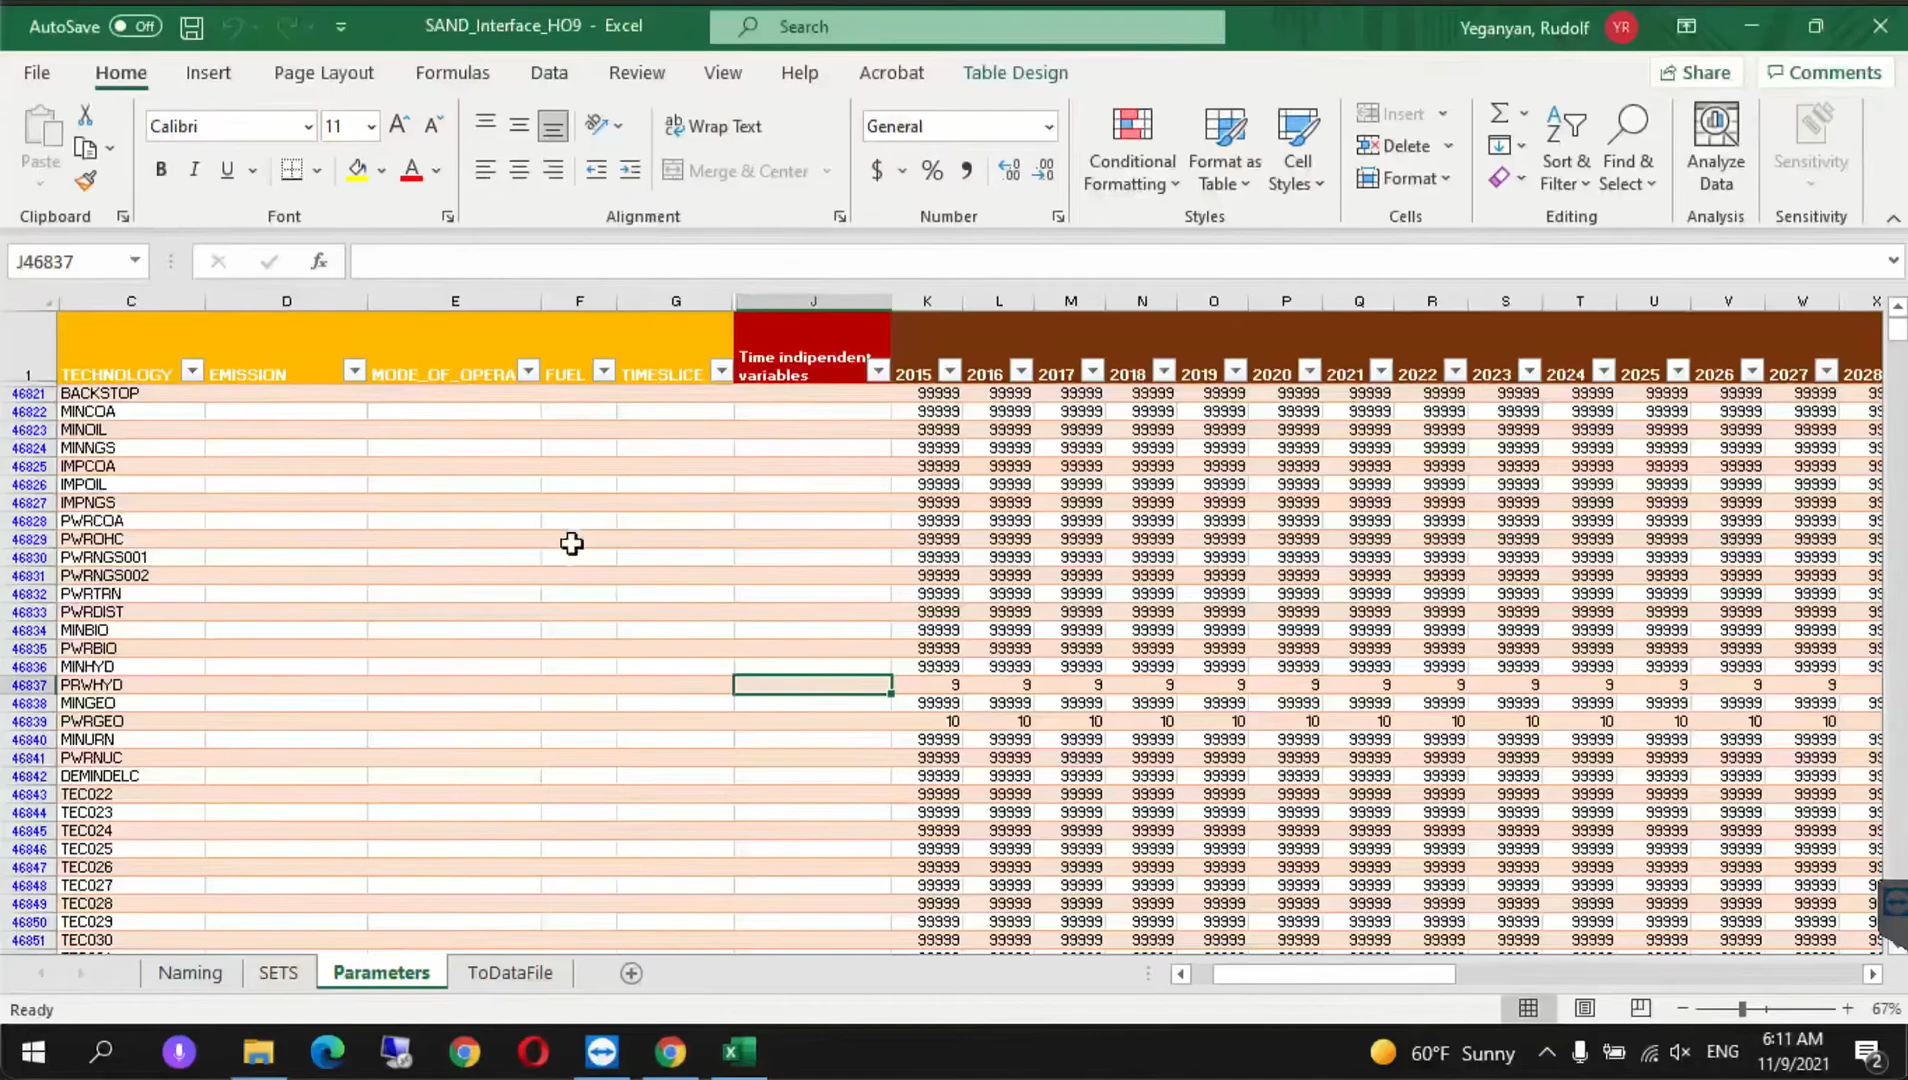 AutoSave Off SAND_Interface_HO9 - Excel Search Yeganyan, Rudolf YR
File Home Insert Page Layout Formulas Data Review View Help Acrobat Table Design Share Comments
Calibri 11 Wrap Text General Insert
Paste Merge & Center Delete
Conditional Formatting Format as Table Cell Styles Format Sort & Filter Find & Select Analyze Data Sensitivity
Clipboard Font Alignment Number Styles Cells Editing Analysis Sensitivity
J46837
C D E F G J K L M N O P Q R S T U V W X
Time indipendent
1 TECHNOLOGY EMISSION MODE_OF_OPERA FUEL TIMESLICE variables 2015 2016 2017 2018 2019 2020 2021 2022 2023 2024 2025 2026 2027 2028
46821 BACKSTOP 99999 99999 99999 99999 99999 99999 99999 99999 99999 99999 99999 99999 99999 99
46822 MINCOA 99999 99999 99999 99999 99999 99999 99999 99999 99999 99999 99999 99999 99999 99
46823 MINOIL 99999 99999 99999 99999 99999 99999 99999 99999 99999 99999 99999 99999 99999 99
46824 MINNGS 99999 99999 99999 99999 99999 99999 99999 99999 99999 99999 99999 99999 99999 99
46825 IMPCOA 99999 99999 99999 99999 99999 99999 99999 99999 99999 99999 99999 99999 99999 99
46826 IMPOIL 99999 99999 99999 99999 99999 99999 99999 99999 99999 99999 99999 99999 99999 99
46827 IMPNGS 99999 99999 99999 99999 99999 99999 99999 99999 99999 99999 99999 99999 99999 99
46828 PWRCOA 99999 99999 99999 99999 99999 99999 99999 99999 99999 99999 99999 99999 99999 99
46829 PWROHC 99999 99999 99999 99999 99999 99999 99999 99999 99999 99999 99999 99999 99999 99
46830 PWRNGS001 99999 99999 99999 99999 99999 99999 99999 99999 99999 99999 99999 99999 99999 99
46831 PWRNGS002 99999 99999 99999 99999 99999 99999 99999 99999 99999 99999 99999 99999 99999 99
46832 PWRTRN 99999 99999 99999 99999 99999 99999 99999 99999 99999 99999 99999 99999 99999 99
46833 PWRDIST 99999 99999 99999 99999 99999 99999 99999 99999 99999 99999 99999 99999 99999 99
46834 MINBIO 99999 99999 99999 99999 99999 99999 99999 99999 99999 99999 99999 99999 99999 99
46835 PWRBIO 99999 99999 99999 99999 99999 99999 99999 99999 99999 99999 99999 99999 99999 99
46836 MINHYD 99999 99999 99999 99999 99999 99999 99999 99999 99999 99999 99999 99999 99999 99
46837 PRWHYD 9 9 9 9 9 9 9 9 9 9 9 9 9
46838 MINGEO 99999 99999 99999 99999 99999 99999 99999 99999 99999 99999 99999 99999 99999 99
46839 PWRGEO 10 10 10 10 10 10 10 10 10 10 10 10 10
46840 MINURN 99999 99999 99999 99999 99999 99999 99999 99999 99999 99999 99999 99999 99999 99
46841 PWRNUC 99999 99999 99999 99999 99999 99999 99999 99999 99999 99999 99999 99999 99999 99
46842 DEMINDELC 99999 99999 99999 99999 99999 99999 99999 99999 99999 99999 99999 99999 99999 99
46843 TEC022 99999 99999 99999 99999 99999 99999 99999 99999 99999 99999 99999 99999 99999 99
46844 TEC023 99999 99999 99999 99999 99999 99999 99999 99999 99999 99999 99999 99999 99999 99
46845 TEC024 99999 99999 99999 99999 99999 99999 99999 99999 99999 99999 99999 99999 99999 99
46846 TEC025 99999 99999 99999 99999 99999 99999 99999 99999 99999 99999 99999 99999 99999 99
46847 TEC026 99999 99999 99999 99999 99999 99999 99999 99999 99999 99999 99999 99999 99999 99
46848 TEC027 99999 99999 99999 99999 99999 99999 99999 99999 99999 99999 99999 99999 99999 99
46849 TEC028 99999 99999 99999 99999 99999 99999 99999 99999 99999 99999 99999 99999 99999 99
46850 TEC029 99999 99999 99999 99999 99999 99999 99999 99999 99999 99999 99999 99999 99999 99
46851 TEC030 99999 99999 99999 99999 99999 99999 99999 99999 99999 99999 99999 99999 99999 99
Naming SETS Parameters ToDataFile
Ready 67%
60°F Sunny ENG 6:11 AM
11/9/2021 2